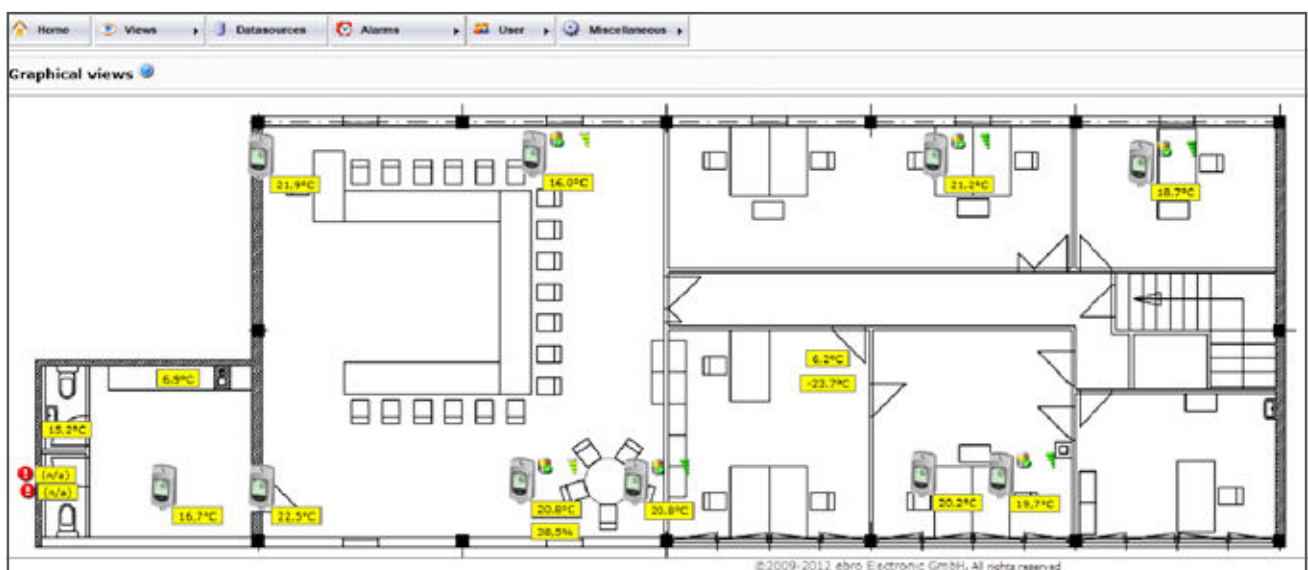 Home Views Datasources Alarms User Miscellaneous
Graphical views
21.9°C
16.0°C
21.2°C
18.7°C
6.2°C
-23.7°C
6.9°C
15.2°C
(n/a)
(n/a)
16.7°C
22.5°C
20.8°C
38.5%
20.8°C
20.2°C
19.7°C
©2009-2012 ebro Electronic GmbH. All rights reserved